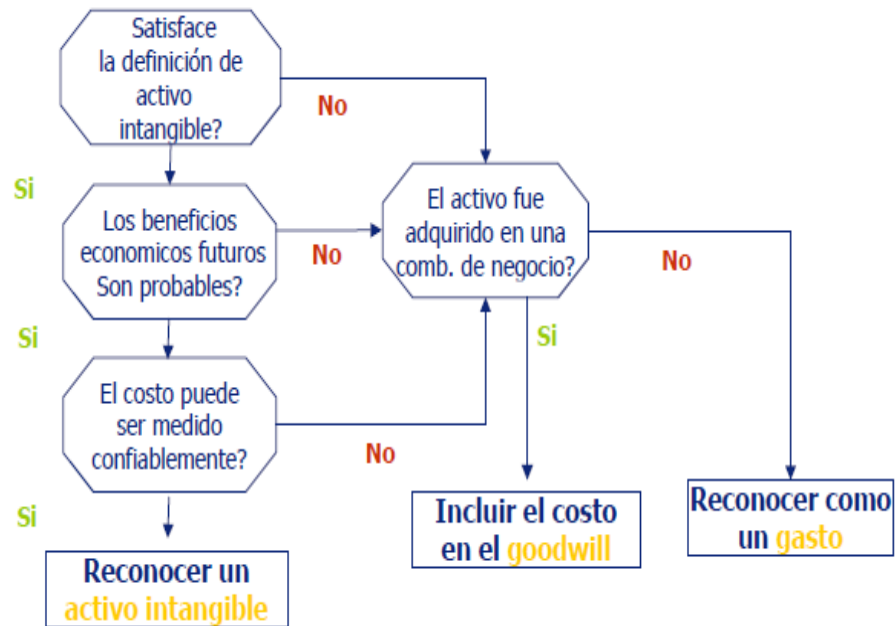 Satisface
la definición de
activo
intangible?
No
Si
El activo fue
adquirido en una
comb. de negocio?
Los beneficios
economicos futuros
Son probables?
No
No
Si
Si
El costo puede
ser medido
confiablemente?
No
Si
Incluir el costo
en el goodwill
Reconocer como
un gasto
Reconocer un
activo intangible